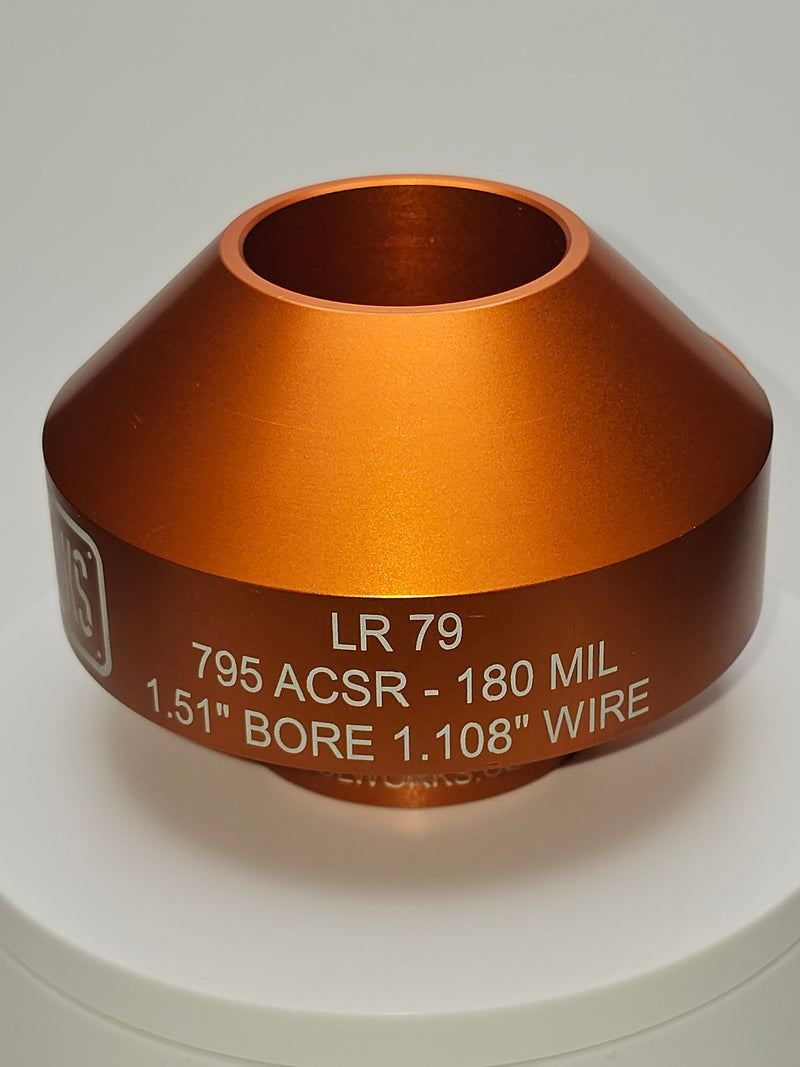 LR 79
795 ACSR - 180 MIL
1.51" BORE 1.108" WIRE